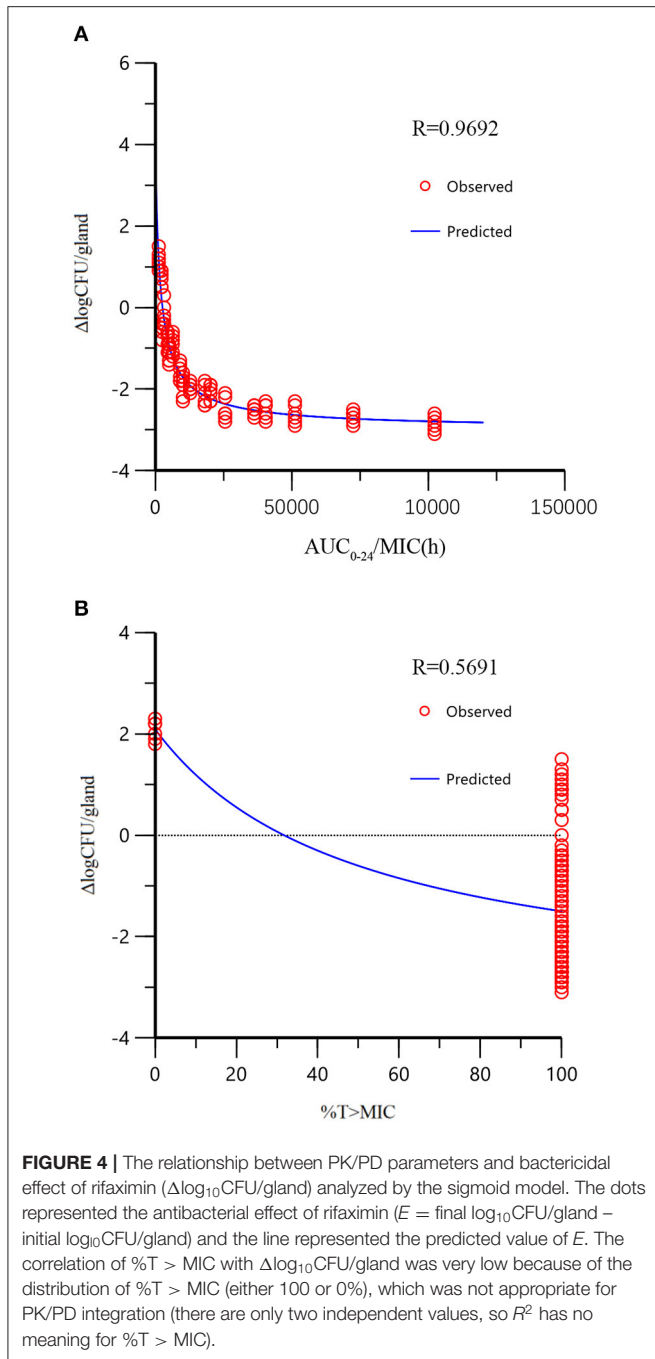 A
6
4
2
0
-2
-4
ΔlogCFU/gland
R=0.9692
Observed
Predicted
0 50000 100000 150000
AUC₀₋₂₄/MIC(h)
B
4
2
0
-2
-4
ΔlogCFU/gland
R=0.5691
Observed
Predicted
0 20 40 60 80 100
%T>MIC
FIGURE 4 | The relationship between PK/PD parameters and bactericidal
effect of rifaximin (Δlog₁₀CFU/gland) analyzed by the sigmoid model. The dots
represented the antibacterial effect of rifaximin (E = final log₁₀CFU/gland –
initial log₁₀CFU/gland) and the line represented the predicted value of E. The
correlation of %T > MIC with Δlog₁₀CFU/gland was very low because of the
distribution of %T > MIC (either 100 or 0%), which was not appropriate for
PK/PD integration (there are only two independent values, so R² has no
meaning for %T > MIC).